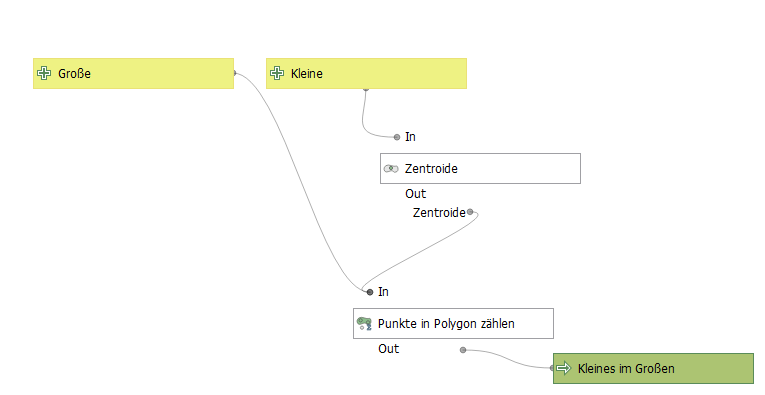 Große
Kleine
In
Zentroide
Out
Zentroide
In
Punkte in Polygon zählen
Out
Kleines im Großen